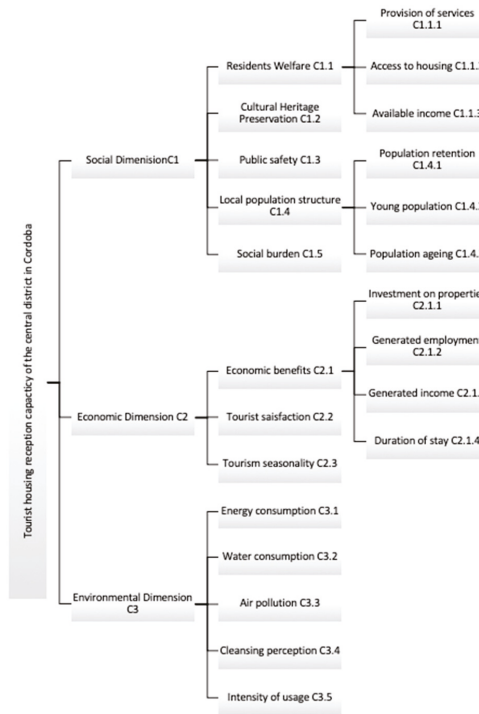 Tourist housing reception capacticy of the central district in Cordoba
Social DimenisionC1
Residents Welfare C1.1
Provision of services
C1.1.1
Access to housing C1.1.
Available income C1.1.3
Cultural Heritage
Preservation C1.2
Public safety C1.3
Local population structure
C1.4
Population retention
C1.4.1
Young population C1.4.
Population ageing C1.4.
Social burden C1.5
Economic Dimension C2
Economic benefits C2.1
Investment on propertie
C2.1.1
Generated employmen
C2.1.2
Generated income C2.1.
Duration of stay C2.1.4
Tourist saisfaction C2.2
Tourism seasonality C2.3
Environmental Dimension
C3
Energy consumption C3.1
Water consumption C3.2
Air pollution C3.3
Cleansing perception C3.4
Intensity of usage C3.5